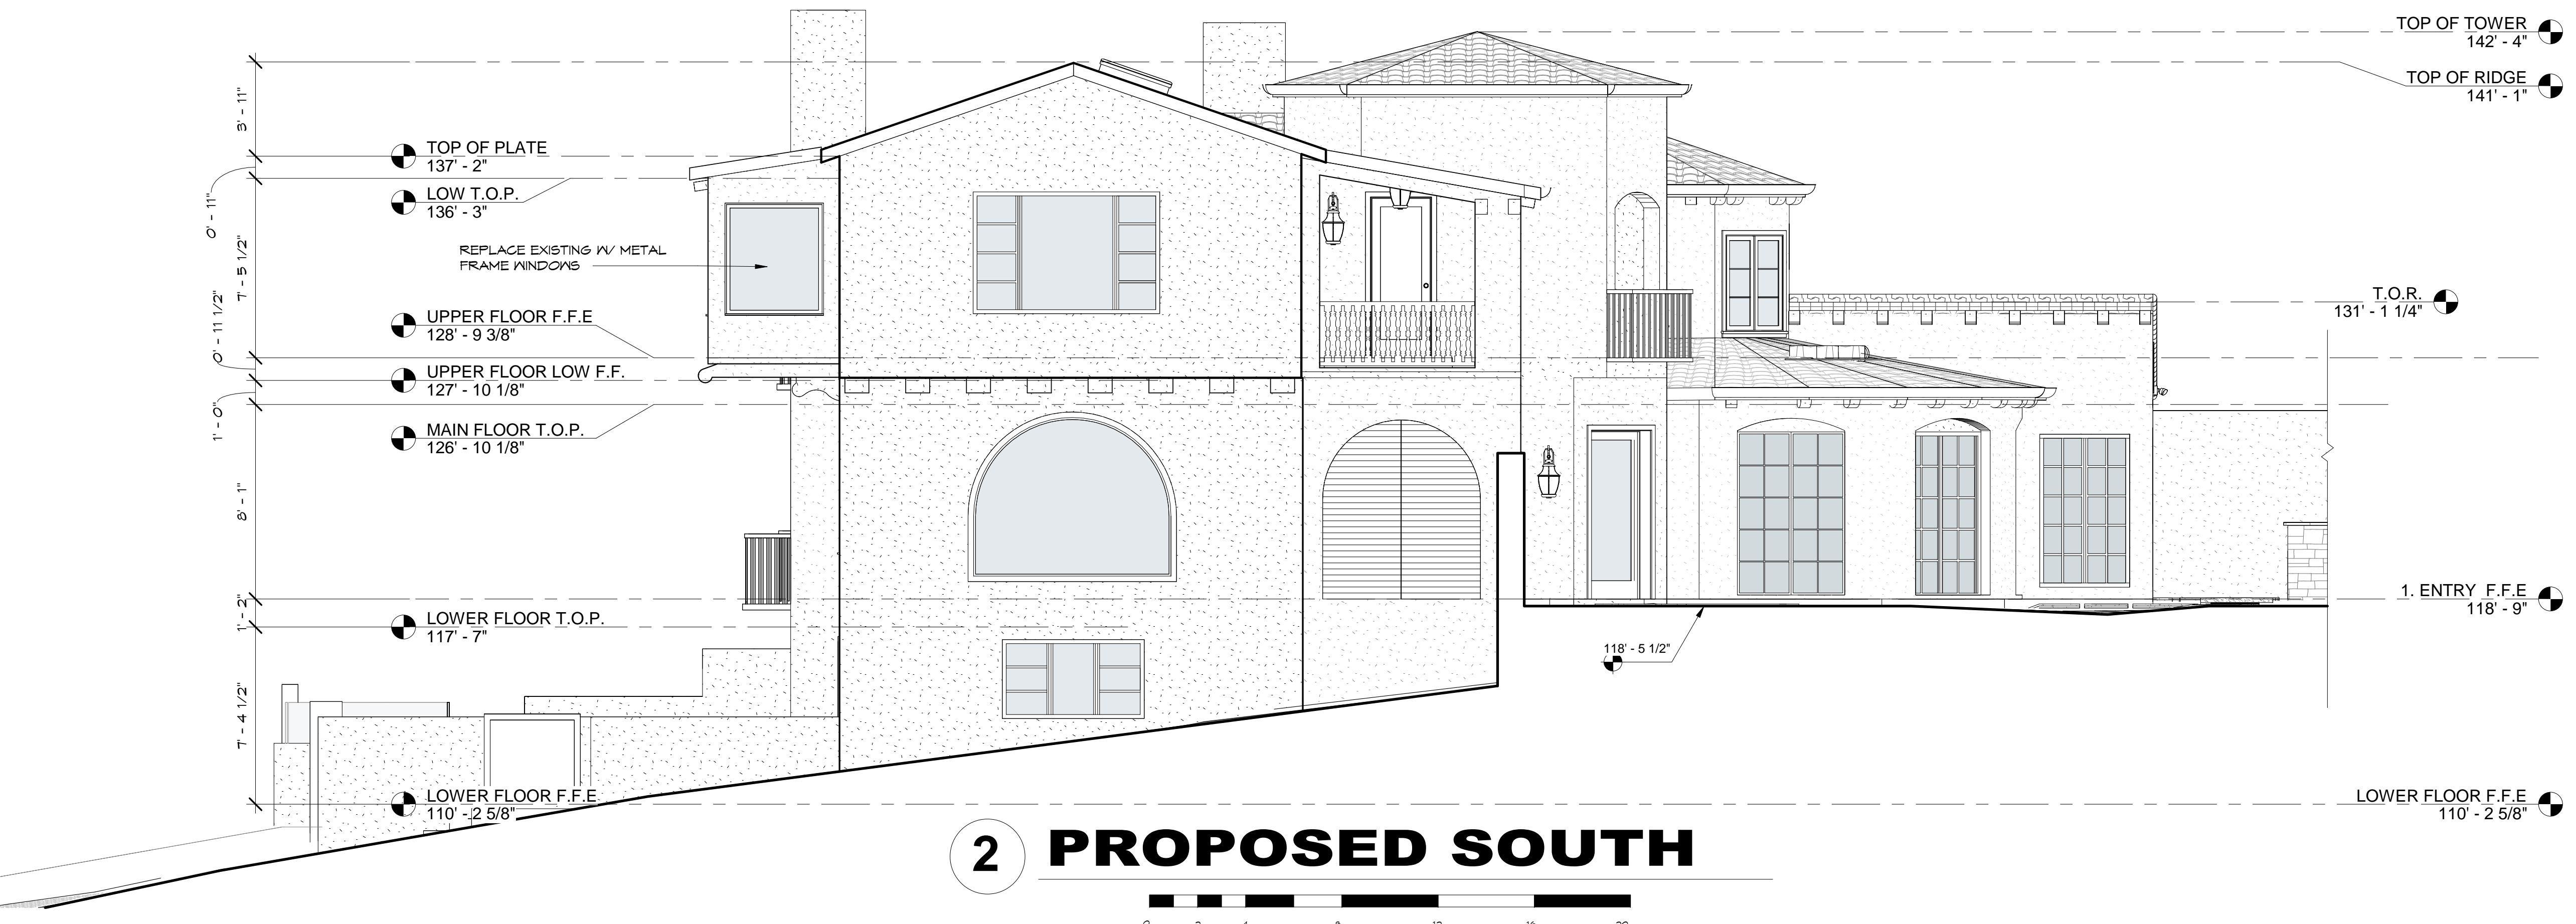 TOP OF TOWER
142' - 4"
TOP OF RIDGE
141' - 1"
3' - 11"
TOP OF PLATE
137' - 2"
LOW T.O.P.
136' - 3"
0' - 11"
7' - 5 1/2"
REPLACE EXISTING W/ METAL
FRAME WINDOWS
T.O.R.
131' - 1 1/4"
UPPER FLOOR F.F.E
128' - 9 3/8"
0' - 11 1/2"
UPPER FLOOR LOW F.F.
127' - 10 1/8"
1' - 0"
MAIN FLOOR T.O.P.
126' - 10 1/8"
8' - 1"
1. ENTRY F.F.E
118' - 9"
1' - 2"
LOWER FLOOR T.O.P.
117' - 7"
118' - 5 1/2"
7' - 4 1/2"
LOWER FLOOR F.F.E
110' - 2 5/8"
LOWER FLOOR F.F.E
110' - 2 5/8"
2 PROPOSED SOUTH